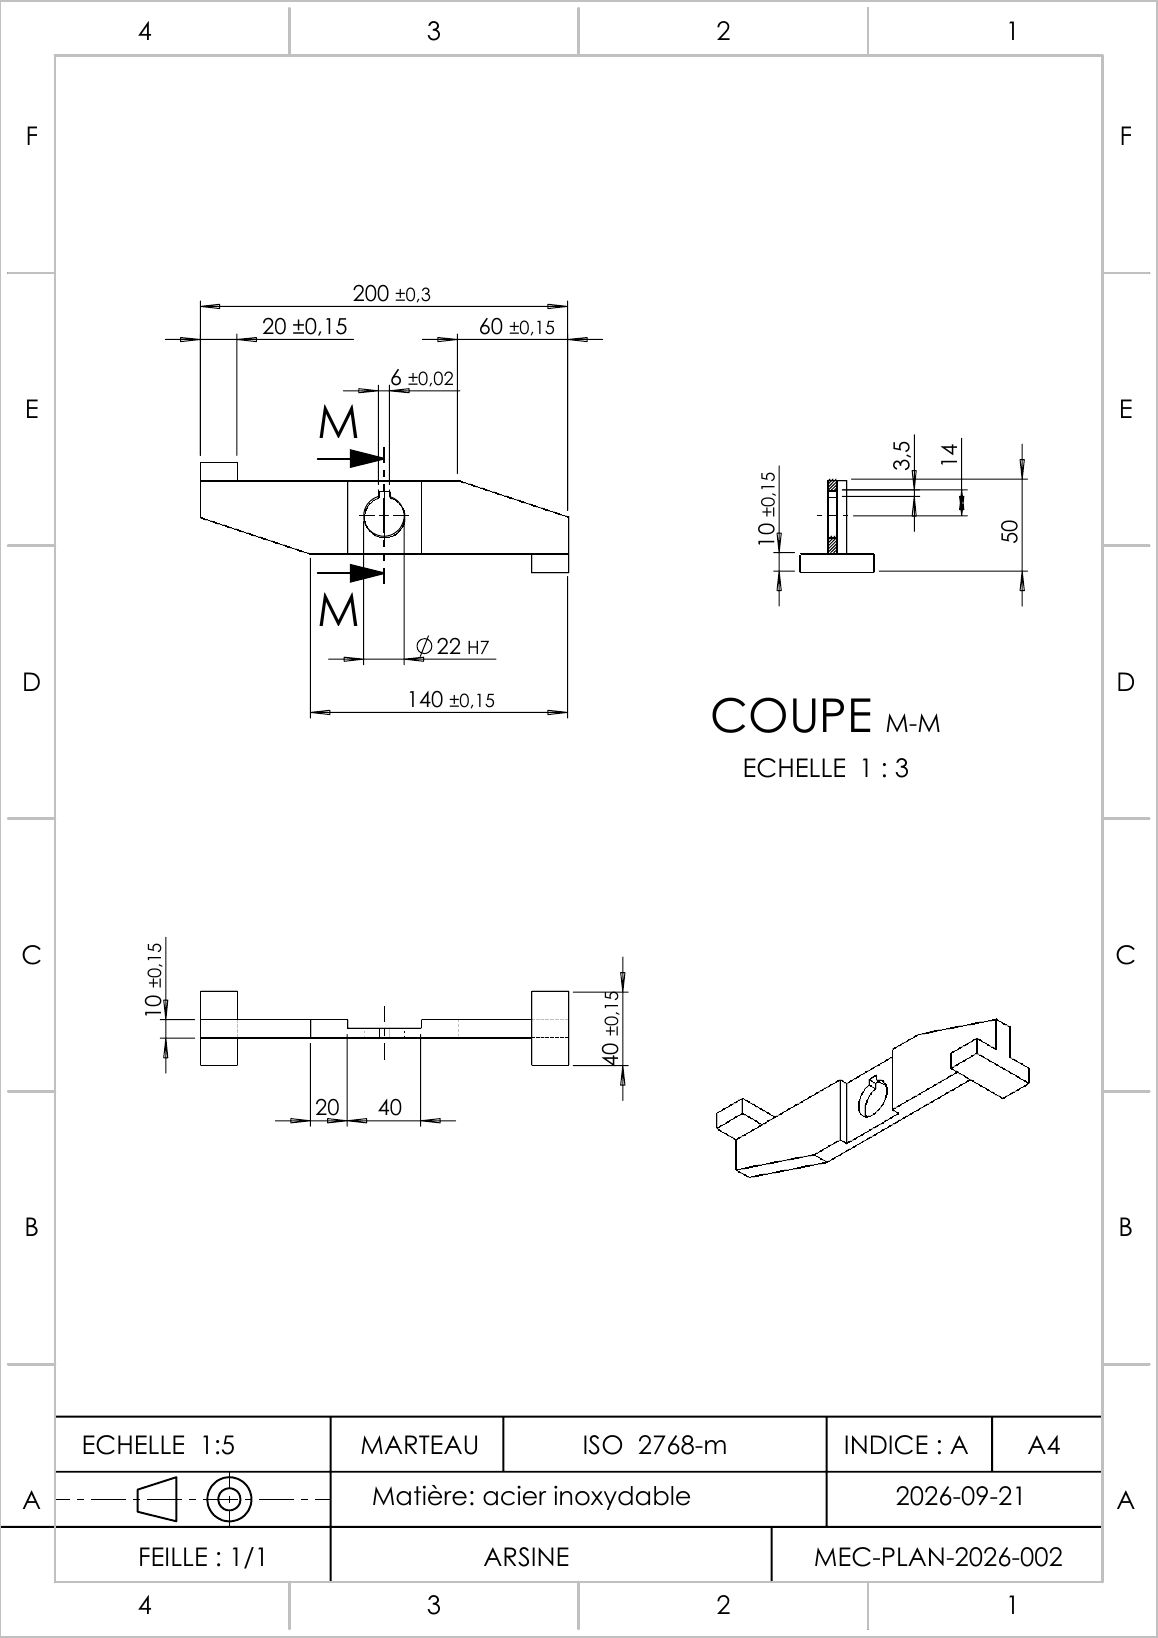 4 3 2 1
F F
200 ±0,3
20 ±0,15 60 ±0,15
6 ±0,02
E E
M
3,5
14
10 ±0,15
50
M
Ø22 H7
D D
140 ±0,15
COUPE M-M
ECHELLE 1 : 3
C C
10 ±0,15
40 ±0,15
20 40
B B
ECHELLE 1:5 MARTEAU ISO 2768-m INDICE : A A4
A Matière: acier inoxydable 2026-09-21 A
FEILLE : 1/1 ARSINE MEC-PLAN-2026-002
4 3 2 1